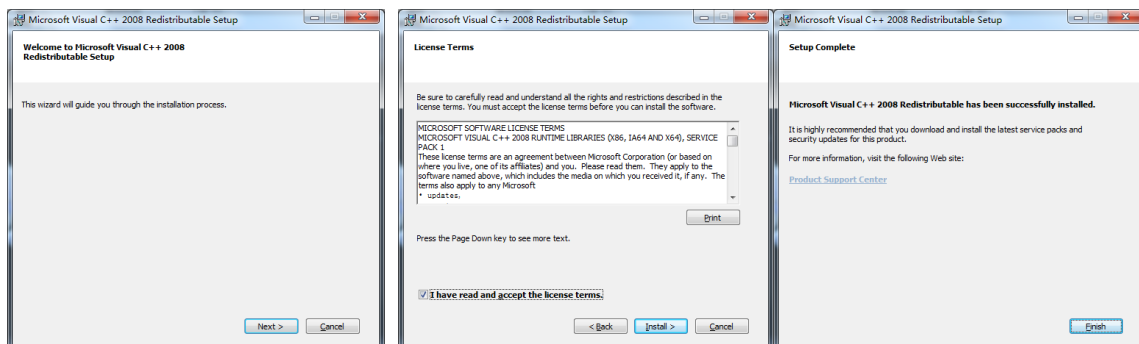 Microsoft Visual C++ 2008 Redistributable Setup
Welcome to Microsoft Visual C++ 2008
Redistributable Setup
This wizard will guide you through the installation process.
Next >
Cancel
Microsoft Visual C++ 2008 Redistributable Setup
License Terms
Be sure to carefully read and understand all the rights and restrictions described in the
license terms. You must accept the license terms before you can install the software.
MICROSOFT SOFTWARE LICENSE TERMS
MICROSOFT VISUAL C++ 2008 RUNTIME LIBRARIES (X86, IA64 AND X64), SERVICE
PACK 1
These license terms are an agreement between Microsoft Corporation (or based on
where you live, one of its affiliates) and you. Please read them. They apply to the
software named above, which includes the media on which you received it, if any. The
terms also apply to any Microsoft
* updates,
Print
Press the Page Down key to see more text.
I have read and accept the license terms.
< Back
Install >
Cancel
Microsoft Visual C++ 2008 Redistributable Setup
Setup Complete
Microsoft Visual C++ 2008 Redistributable has been successfully installed.
It is highly recommended that you download and install the latest service packs and
security updates for this product.
For more information, visit the following Web site:
Product Support Center
Finish